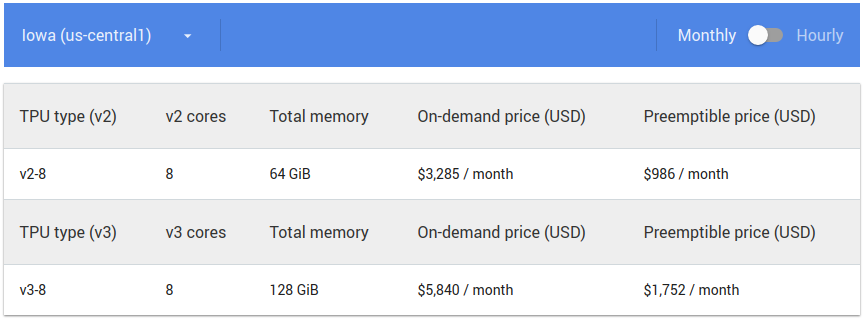 Iowa (us-central1) Monthly Hourly
TPU type (v2) v2 cores Total memory On-demand price (USD) Preemptible price (USD)
v2-8 8 64 GiB $3,285 / month $986 / month
TPU type (v3) v3 cores Total memory On-demand price (USD) Preemptible price (USD)
v3-8 8 128 GiB $5,840 / month $1,752 / month